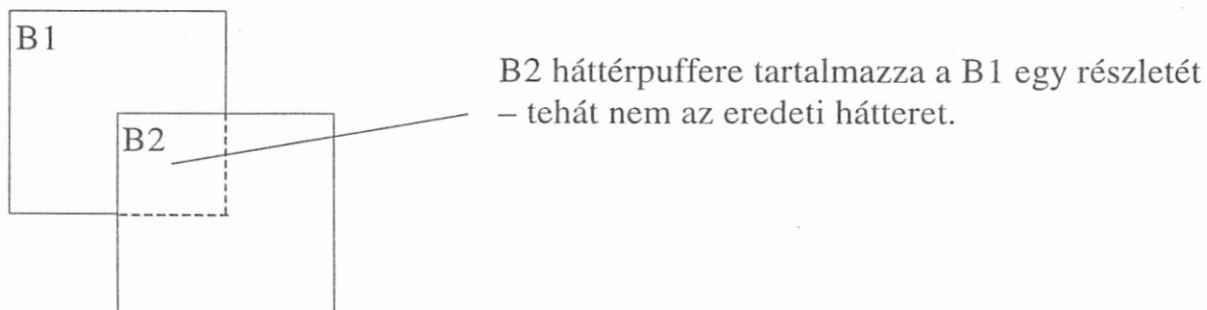 B1
B2 háttérpuffere tartalmazza a B1 egy részletét
– tehát nem az eredeti hátteret.
B2